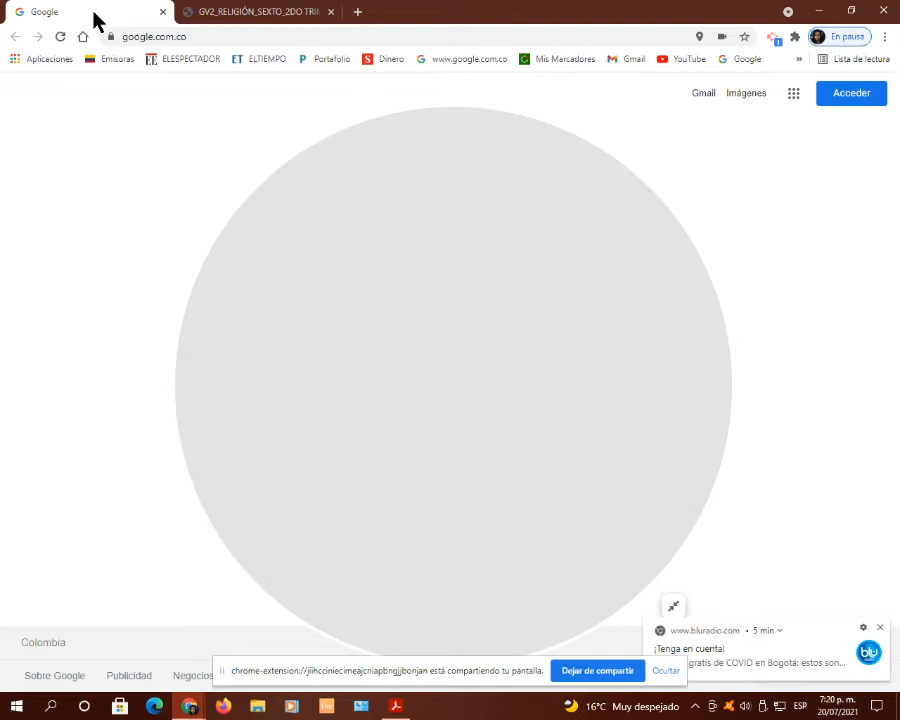 Google
GV2_RELIGIÓN_SEXTO_2DO TRI
google.com.co
En pausa
Aplicaciones
Emisoras
ELESPECTADOR
ELTIEMPO
Portafolio
Dinero
www.google.com.co
Mis Marcadores
Gmail
YouTube
Google
»
Lista de lectura
Gmail
Imágenes
Acceder
www.bluradio.com • 5 min
¡Tenga en cuenta!
gratis de COVID en Bogotá: estos son...
blu
Colombia
Sobre Google
Publicidad
Negocios
chrome-extension://jiihcciniecimeajcniapbngjjbonjan está compartiendo tu pantalla.
Dejar de compartir
Ocultar
16°C Muy despejado
ESP
7:20 p. m.
20/07/2021